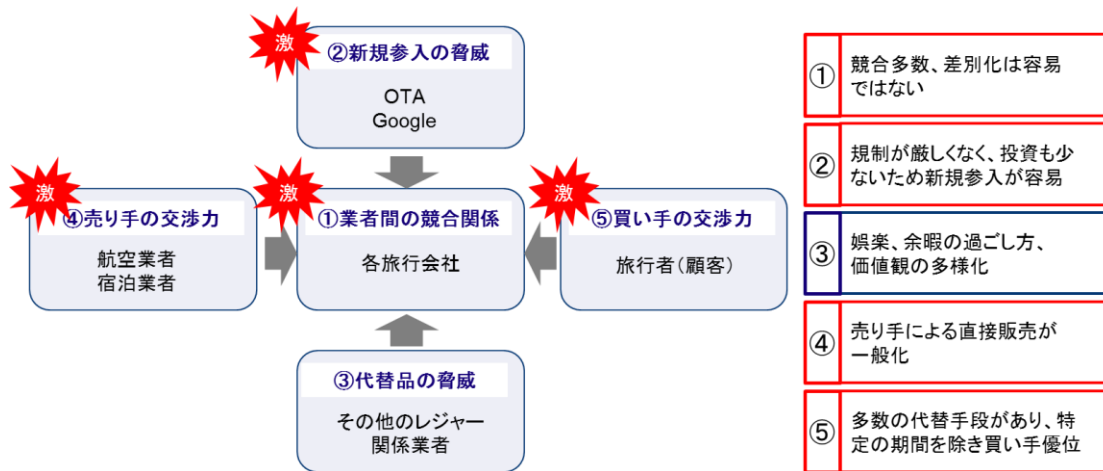 激
②新規参入の脅威
OTA
Google
激
④売り手の交渉力
航空業者
宿泊業者
激
①業者間の競合関係
各旅行会社
激
⑤買い手の交渉力
旅行者(顧客)
③代替品の脅威
その他のレジャー
関係業者
①
競合多数、差別化は容易
ではない
②
規制が厳しくなく、投資も少
ないため新規参入が容易
③
娯楽、余暇の過ごし方、
価値観の多様化
④
売り手による直接販売が
一般化
⑤
多数の代替手段があり、特
定の期間を除き買い手優位